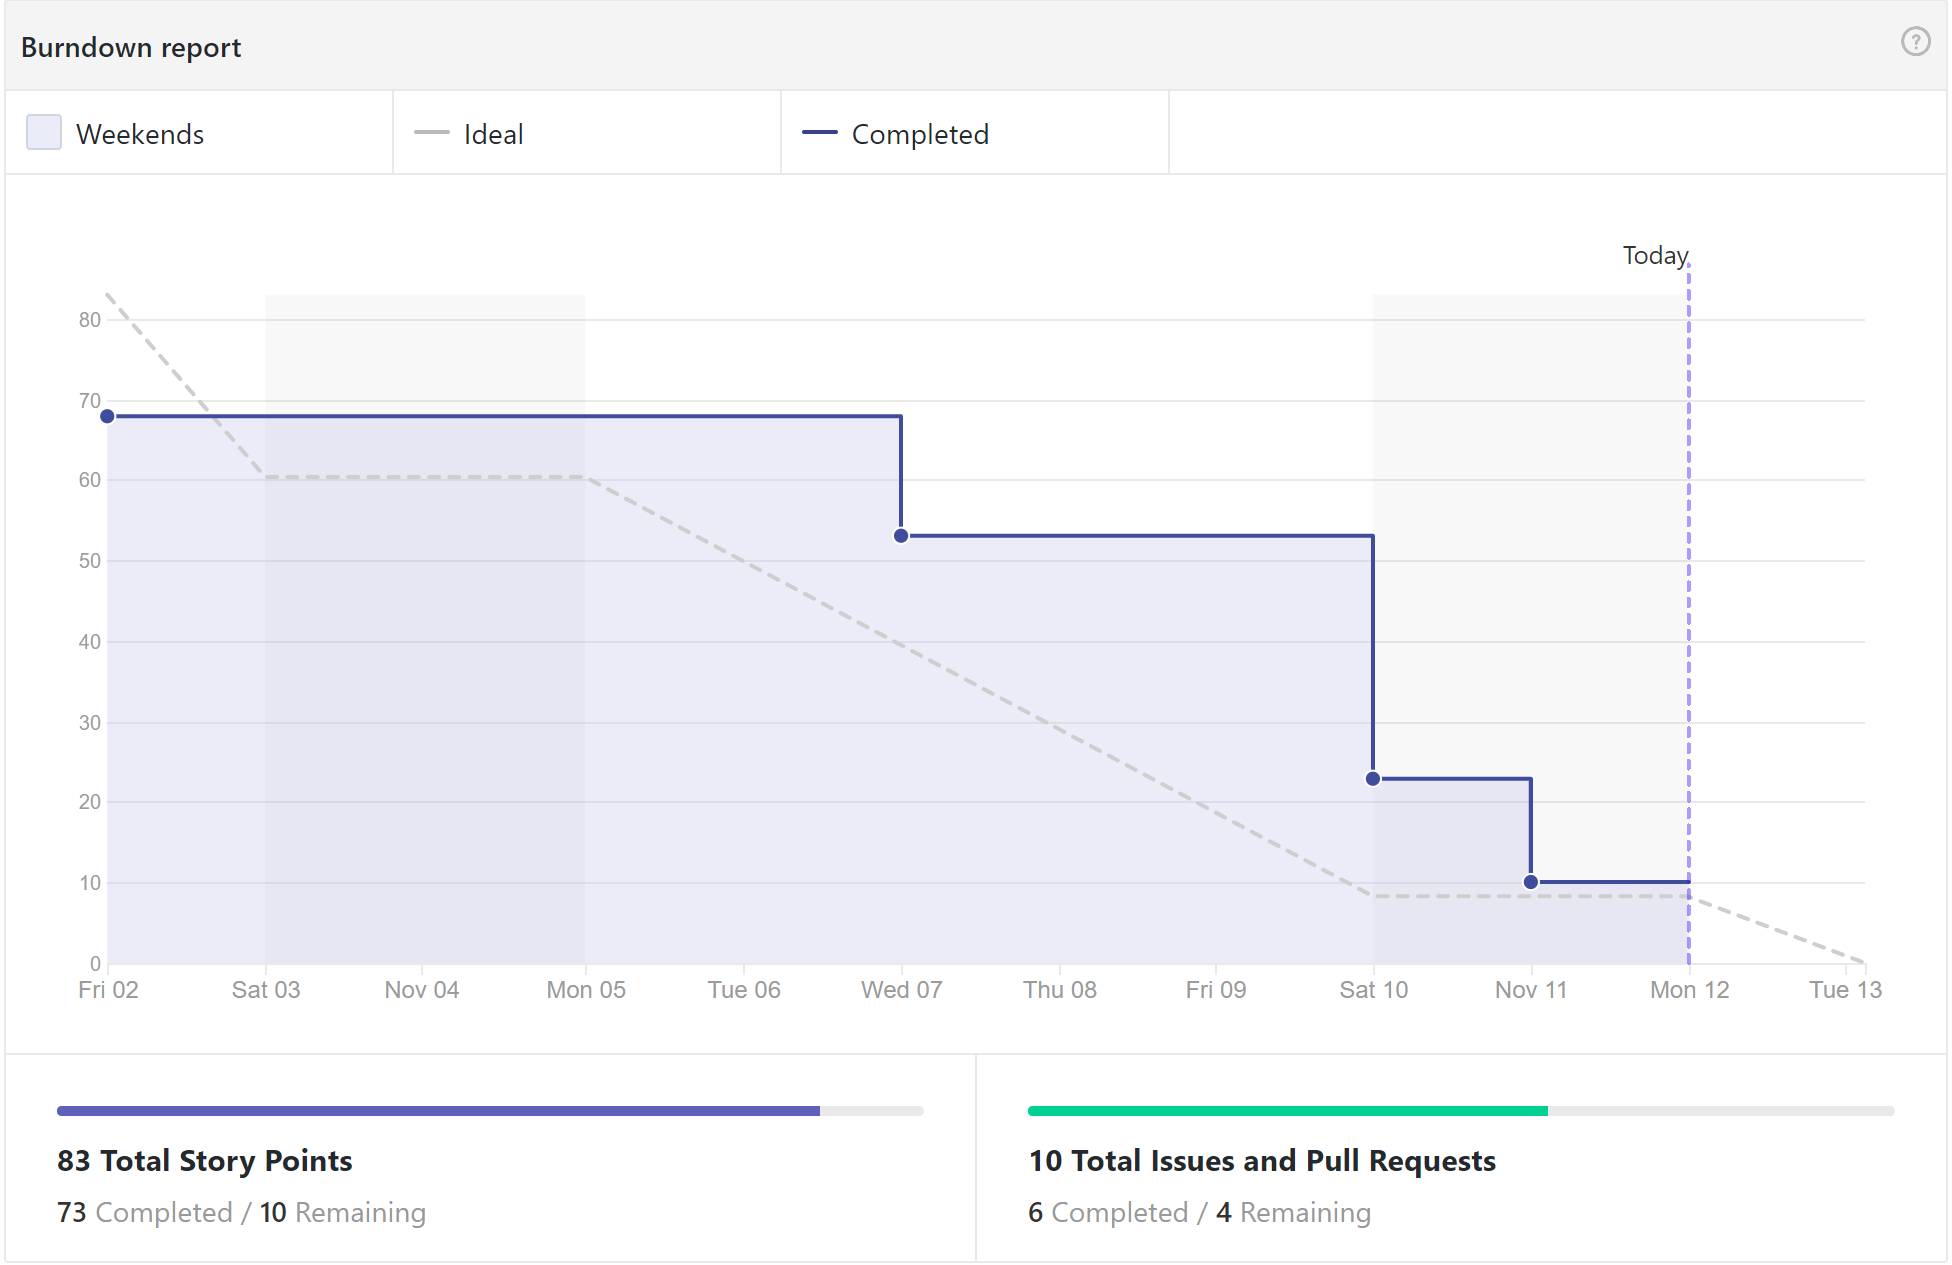 Burndown report
?
Weekends
Ideal
Completed
Today
80
70
60
50
40
30
20
10
0
Fri 02 Sat 03 Nov 04 Mon 05 Tue 06 Wed 07 Thu 08 Fri 09 Sat 10 Nov 11 Mon 12 Tue 13
83 Total Story Points
73 Completed / 10 Remaining
10 Total Issues and Pull Requests
6 Completed / 4 Remaining